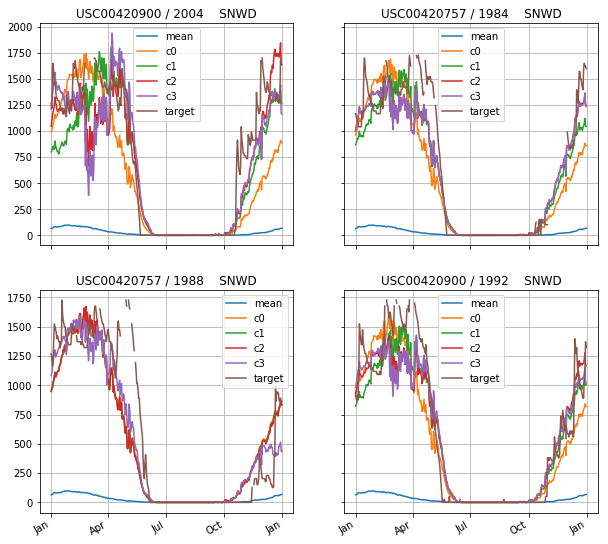 USC00420900 / 2004 SNWD
USC00420757 / 1984 SNWD
2000
1750
1500
1250
1000
750
500
250
0
mean
c0
c1
c2
c3
target
mean
c0
c1
c2
c3
target
USC00420757 / 1988 SNWD
USC00420900 / 1992 SNWD
1750
1500
1250
1000
750
500
250
0
mean
c0
c1
c2
c3
target
mean
c0
c1
c2
c3
target
Jan
Apr
Jul
Oct
Jan
Jan
Apr
Jul
Oct
Jan